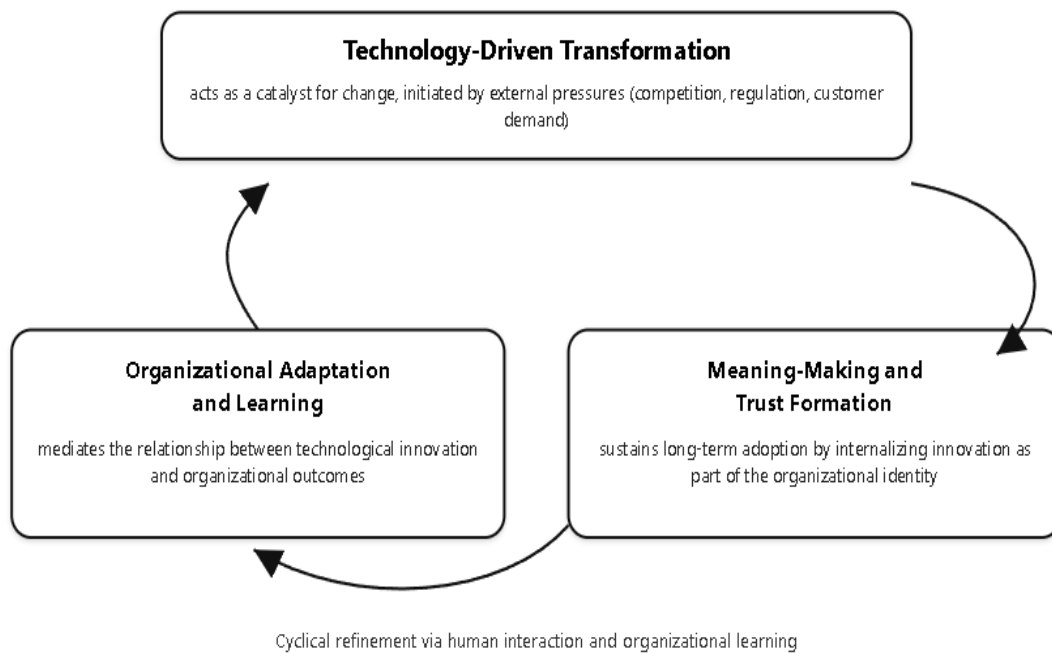 Technology-Driven Transformation
acts as a catalyst for change, initiated by external pressures (competition, regulation, customer
demand)
Organizational Adaptation
and Learning
mediates the relationship between technological innovation
and organizational outcomes
Meaning-Making and
Trust Formation
sustains long-term adoption by internalizing innovation as
part of the organizational identity
Cyclical refinement via human interaction and organizational learning